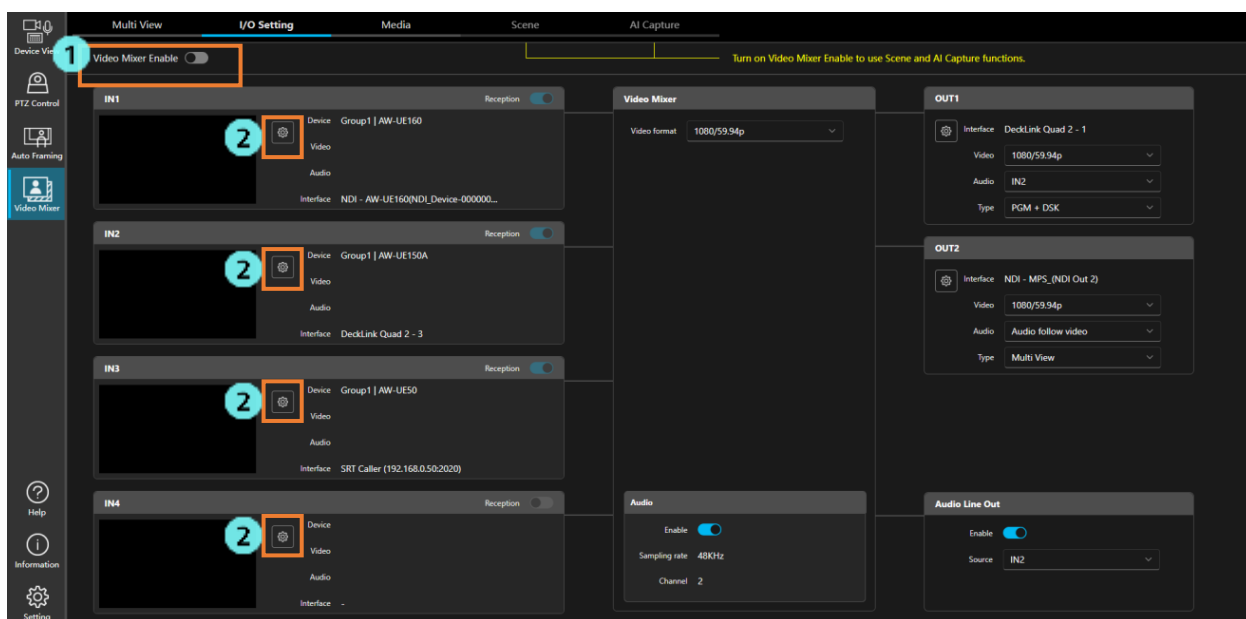 Multi View
I/O Setting
Media
Scene
AI Capture
Device Vie
PTZ Control
Auto Framing
Video Mixer
Help
Information
Setting
1
Video Mixer Enable
Turn on Video Mixer Enable to use Scene and AI Capture functions.
IN1
Reception
2
Device Group1 | AW-UE160
Video
Audio
Interface NDI - AW-UE160(NDI_Device-000000...
IN2
Reception
2
Device Group1 | AW-UE150A
Video
Audio
Interface DeckLink Quad 2 - 3
IN3
Reception
2
Device Group1 | AW-UE50
Video
Audio
Interface SRT Caller (192.168.0.50:2020)
IN4
Reception
2
Device
Video
Audio
Interface -
Video Mixer
Video format 1080/59.94p
Audio
Enable
Sampling rate 48KHz
Channel 2
OUT1
Interface DeckLink Quad 2 - 1
Video 1080/59.94p
Audio IN2
Type PGM + DSK
OUT2
Interface NDI - MPS_(NDI Out 2)
Video 1080/59.94p
Audio Audio follow video
Type Multi View
Audio Line Out
Enable
Source IN2